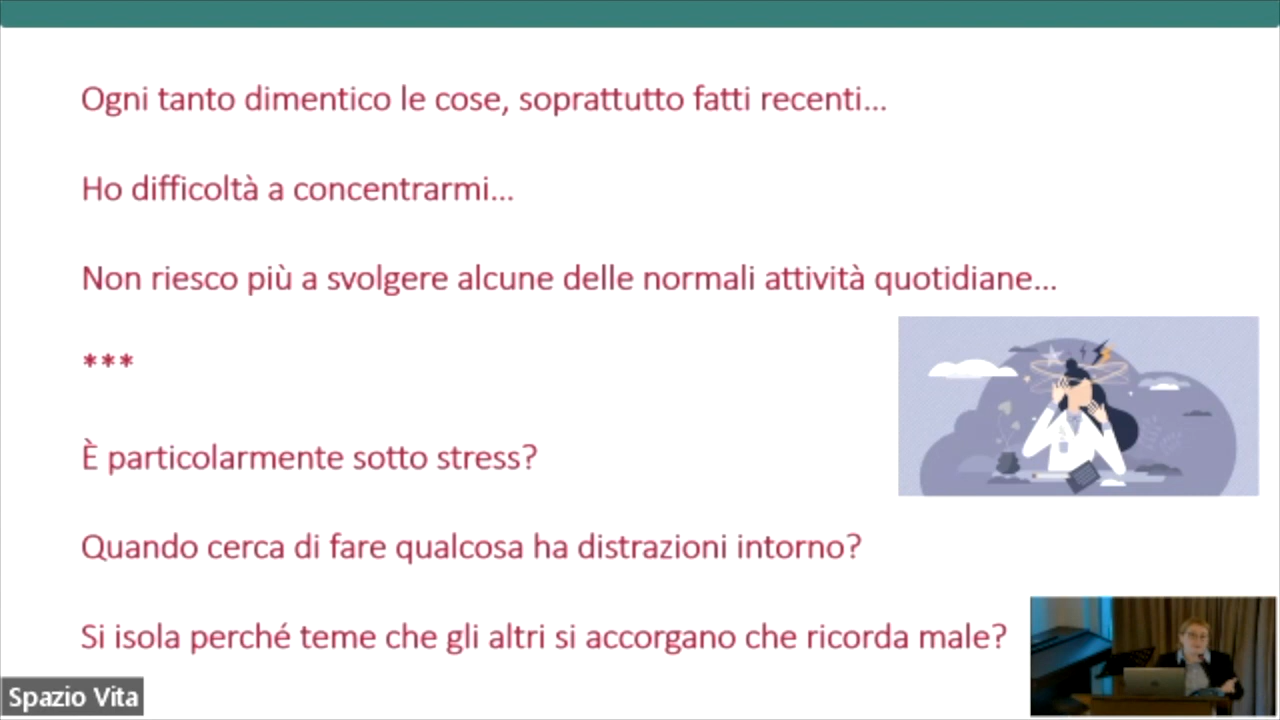 Ogni tanto dimentico le cose, soprattutto fatti recenti...
Ho difficoltà a concentrarmi...
Non riesco più a svolgere alcune delle normali attività quotidiane...
***
È particolarmente sotto stress?
Quando cerca di fare qualcosa ha distrazioni intorno?
Si isola perché teme che gli altri si accorgano che ricorda male?
Spazio Vita